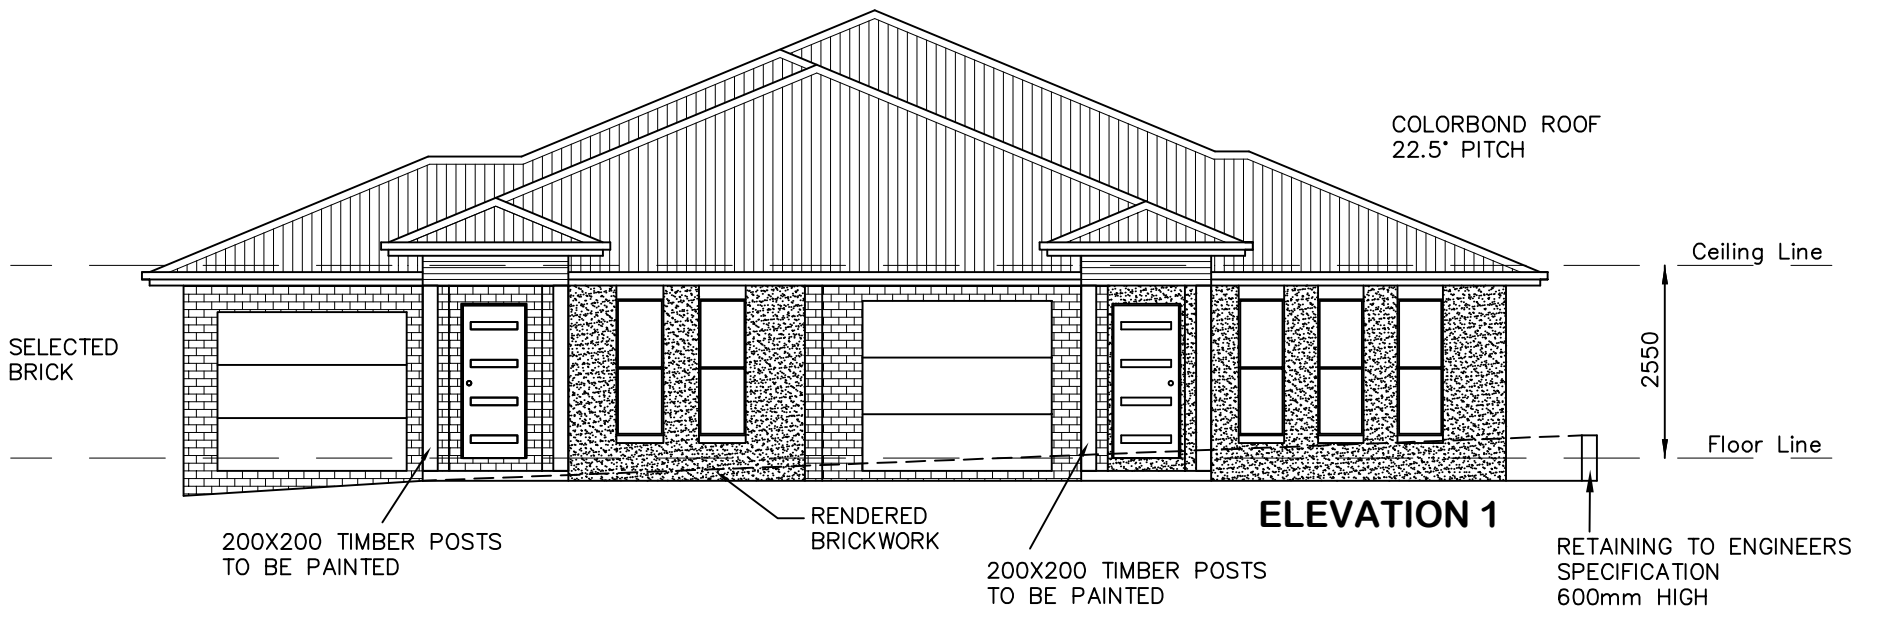 COLORBOND ROOF
22.5° PITCH
Ceiling Line
SELECTED
BRICK
2550
Floor Line
ELEVATION 1
200X200 TIMBER POSTS
TO BE PAINTED
RENDERED
BRICKWORK
200X200 TIMBER POSTS
TO BE PAINTED
RETAINING TO ENGINEERS
SPECIFICATION
600mm HIGH